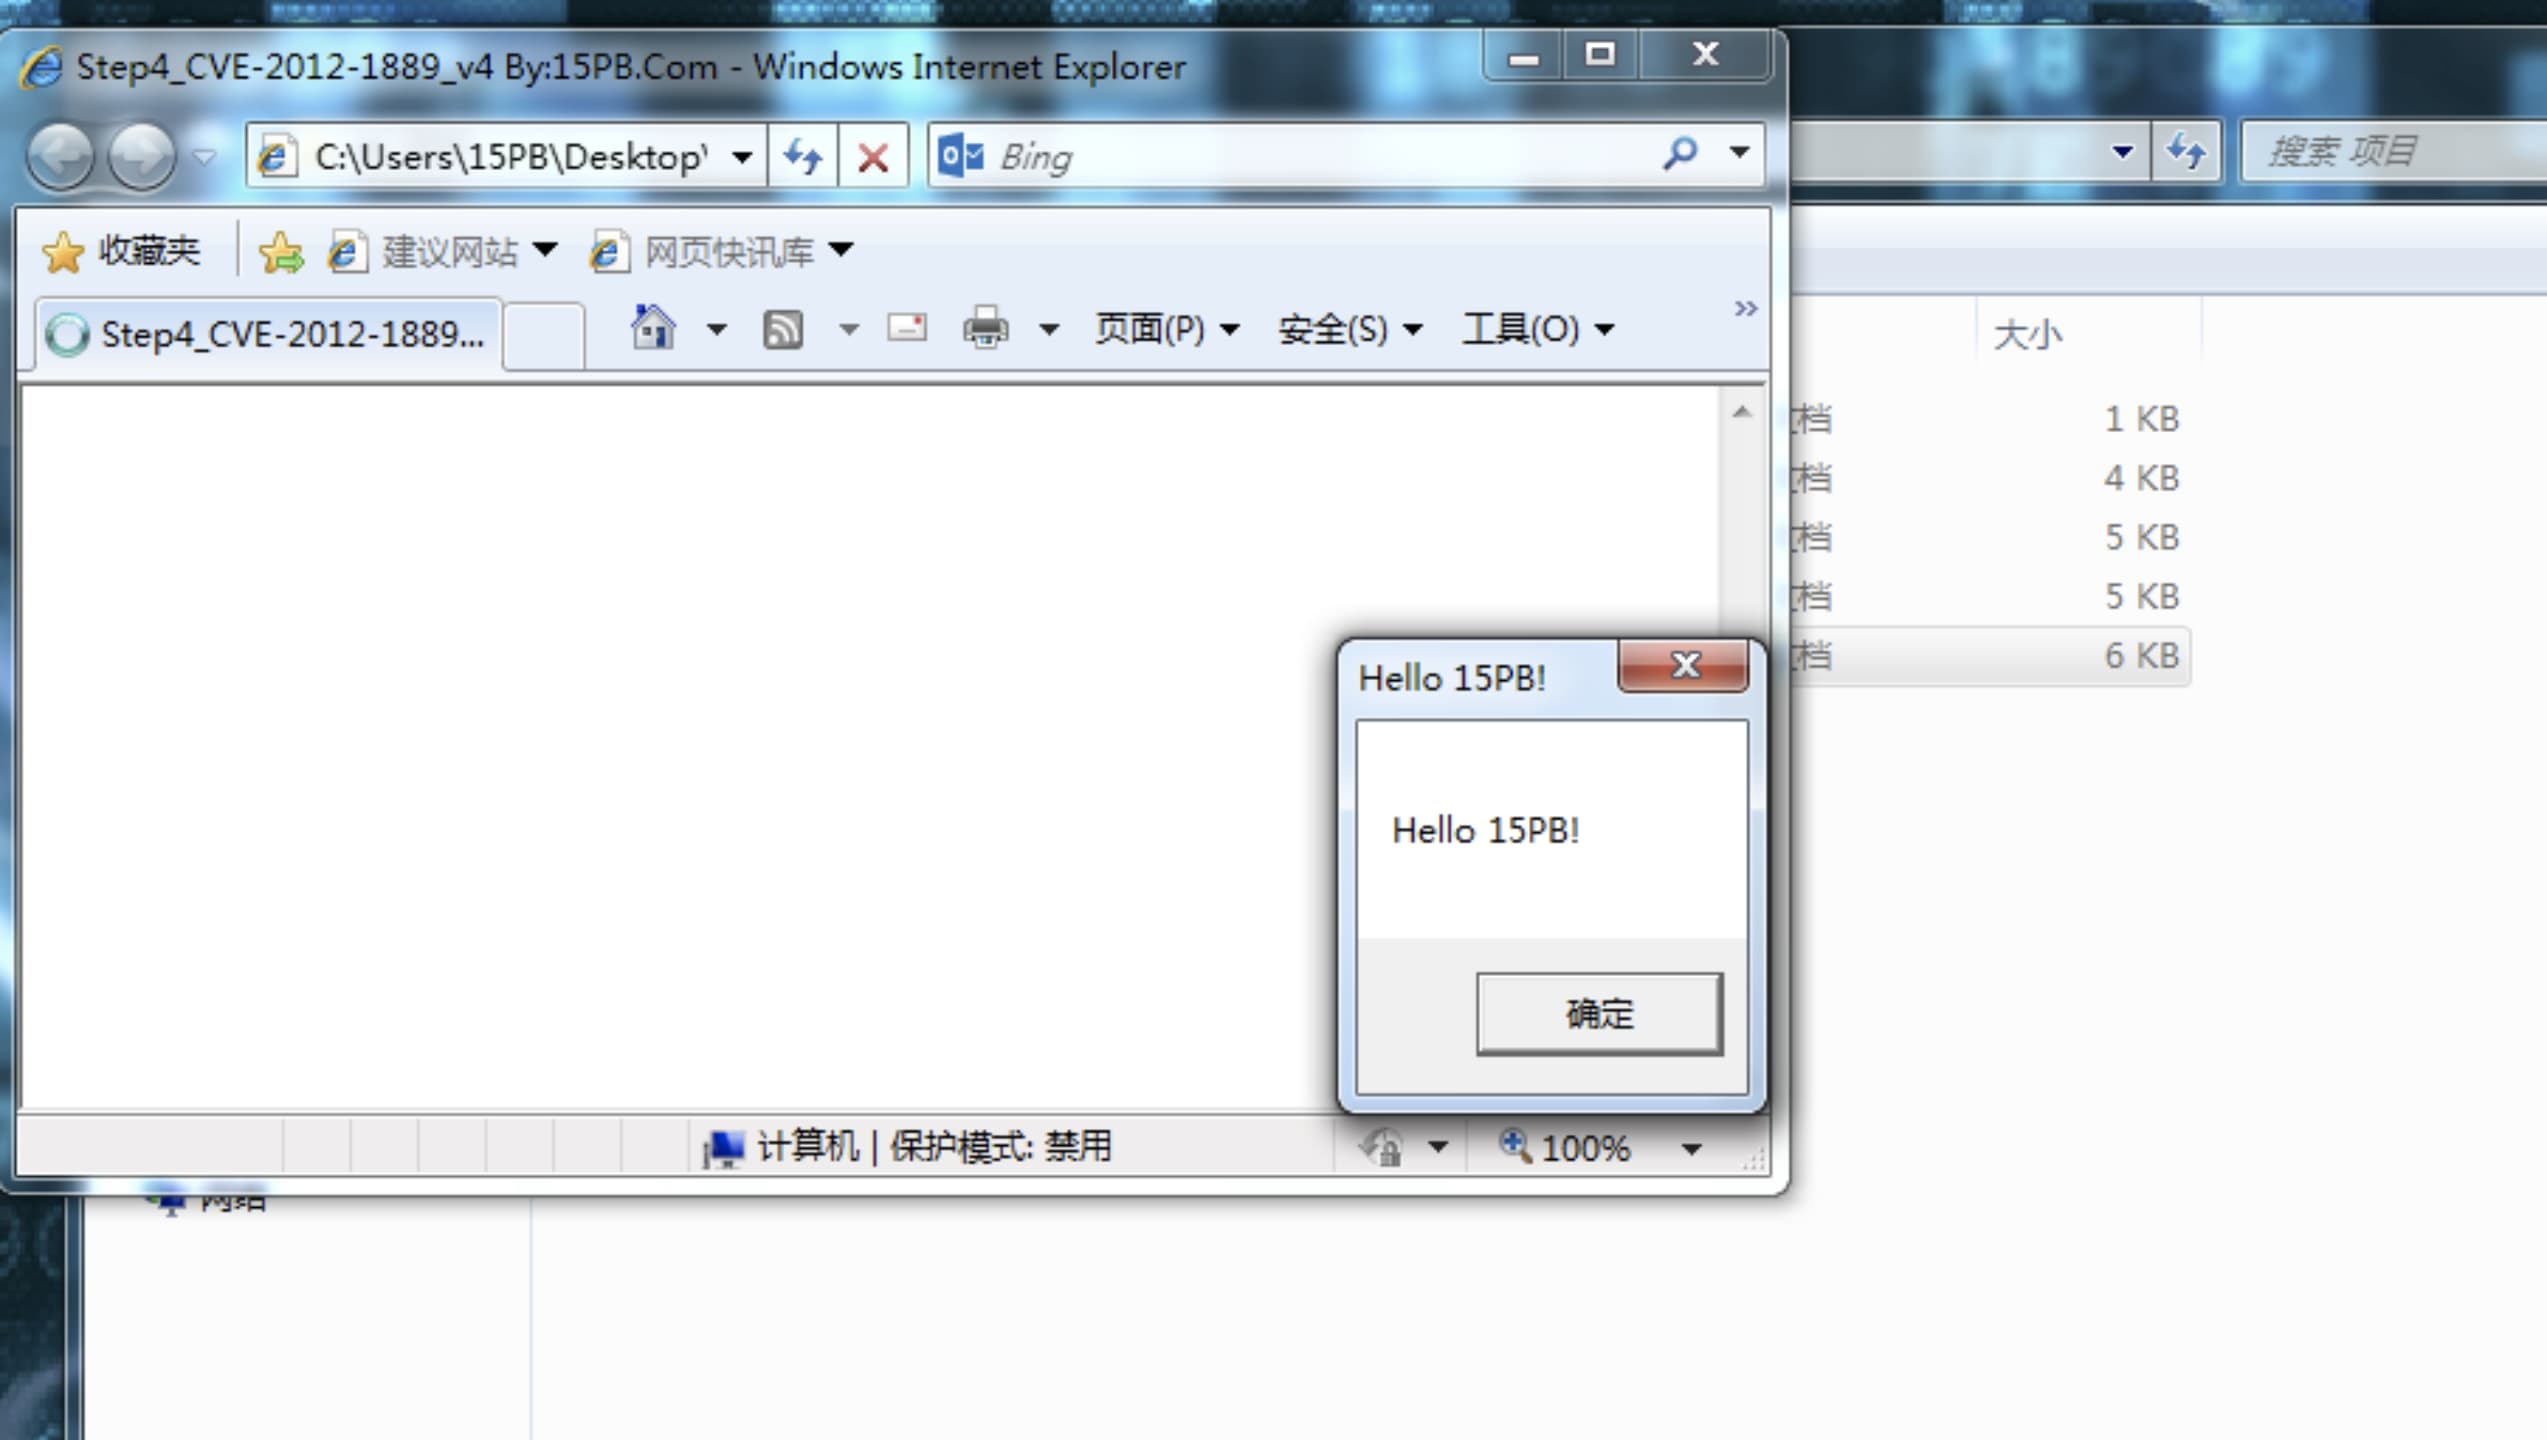 Step4_CVE-2012-1889_v4 By:15PB.Com - Windows Internet Explorer
C:\Users\15PB\Desktop\
Bing
搜索 项目
收藏夹
建议网站
网页快讯库
Step4_CVE-2012-1889...
页面(P)
安全(S)
工具(O)
大小
档 1 KB
档 4 KB
档 5 KB
档 5 KB
档 6 KB
Hello 15PB!
Hello 15PB!
确定
计算机 | 保护模式: 禁用
100%
网络